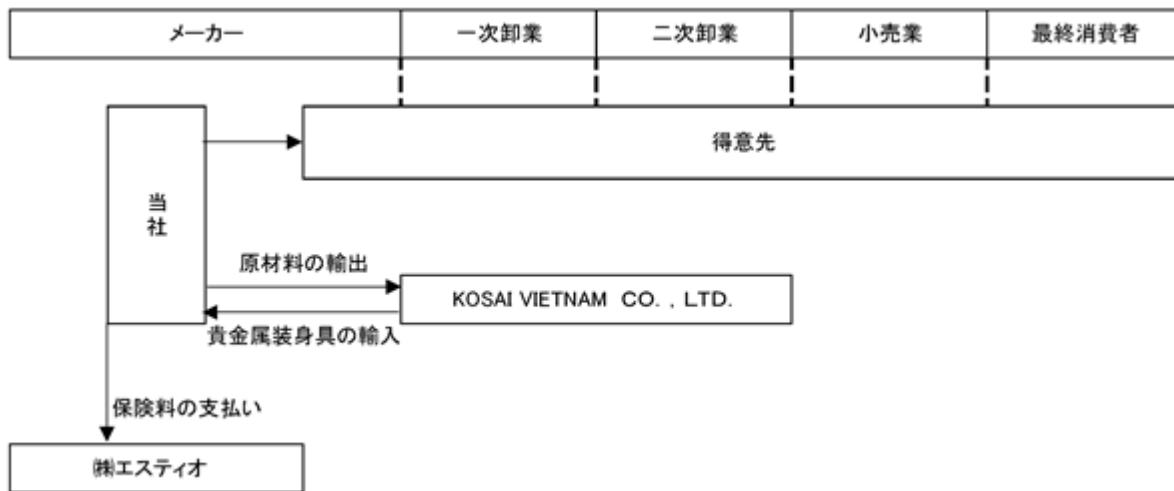 メーカー 一次卸業 二次卸業 小売業 最終消費者
得意先
当社
原材料の輸出
KOSAI VIETNAM CO.,LTD.
貴金属装身具の輸入
保険料の支払い
㈱エスティオ